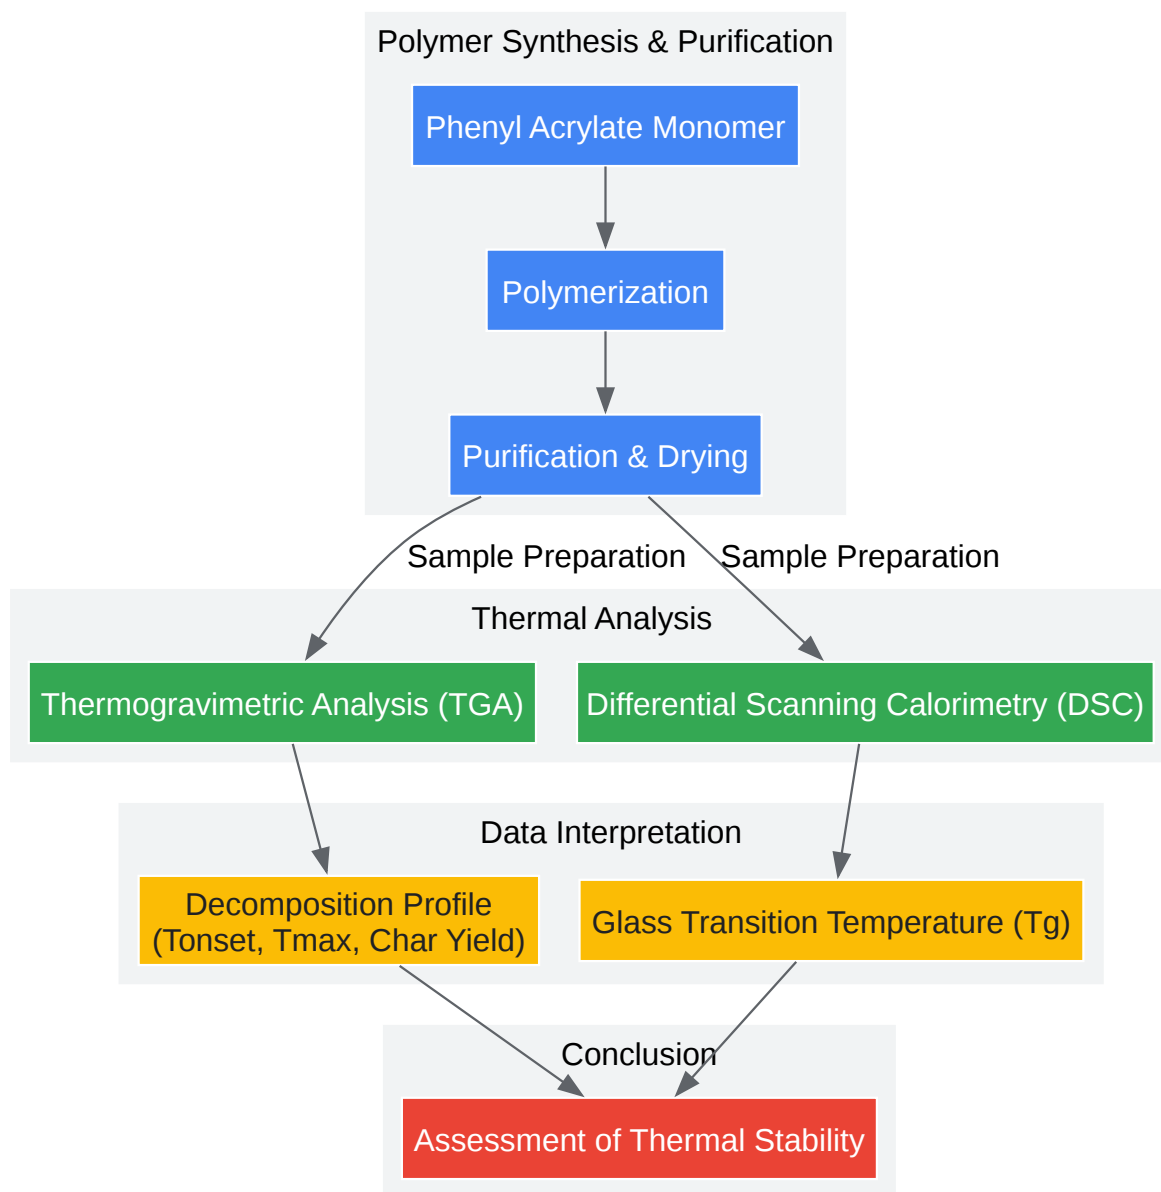 Polymer Synthesis & Purification
Phenyl Acrylate Monomer
Polymerization
Purification & Drying
Sample Preparation
Sample Preparation
Thermal Analysis
Thermogravimetric Analysis (TGA)
Differential Scanning Calorimetry (DSC)
Data Interpretation
Decomposition Profile
(Tonset, Tmax, Char Yield)
Glass Transition Temperature (Tg)
Conclusion
Assessment of Thermal Stability